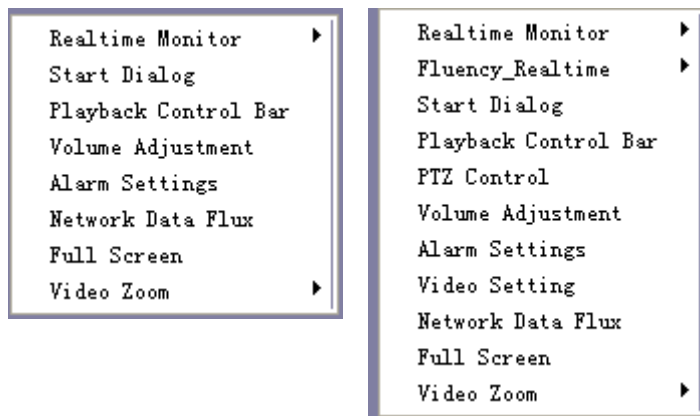 Realtime Monitor
Start Dialog
Playback Control Bar
Volume Adjustment
Alarm Settings
Network Data Flux
Full Screen
Video Zoom
Realtime Monitor
Fluency_Realtime
Start Dialog
Playback Control Bar
PTZ Control
Volume Adjustment
Alarm Settings
Video Setting
Network Data Flux
Full Screen
Video Zoom